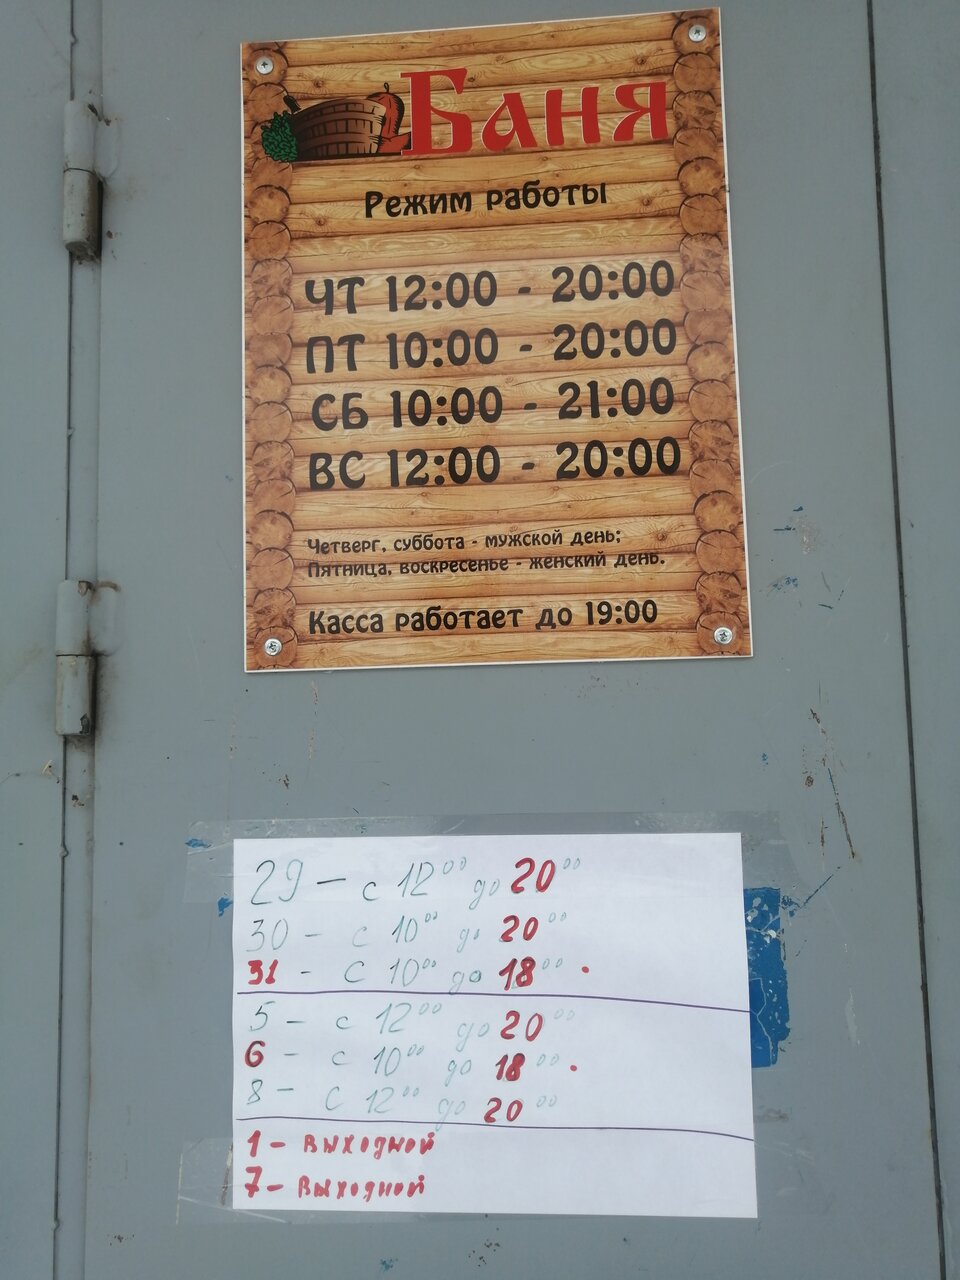 Баня
Режим работы
ЧТ 12:00 - 20:00
ПТ 10:00 - 20:00
СБ 10:00 - 21:00
ВС 12:00 - 20:00
Четверг, суббота - мужской день;
Пятница, воскресенье - женский день.
Касса работает до 19:00
29 - с 12⁰⁰ до 20⁰⁰
30 - с 10⁰⁰ до 20⁰⁰
31 - с 10⁰⁰ до 18⁰⁰.
5 - с 12⁰⁰ до 20⁰⁰
6 - с 10⁰⁰ до 18⁰⁰.
8 - с 12⁰⁰ до 20⁰⁰
1 - выходной
7 - выходной